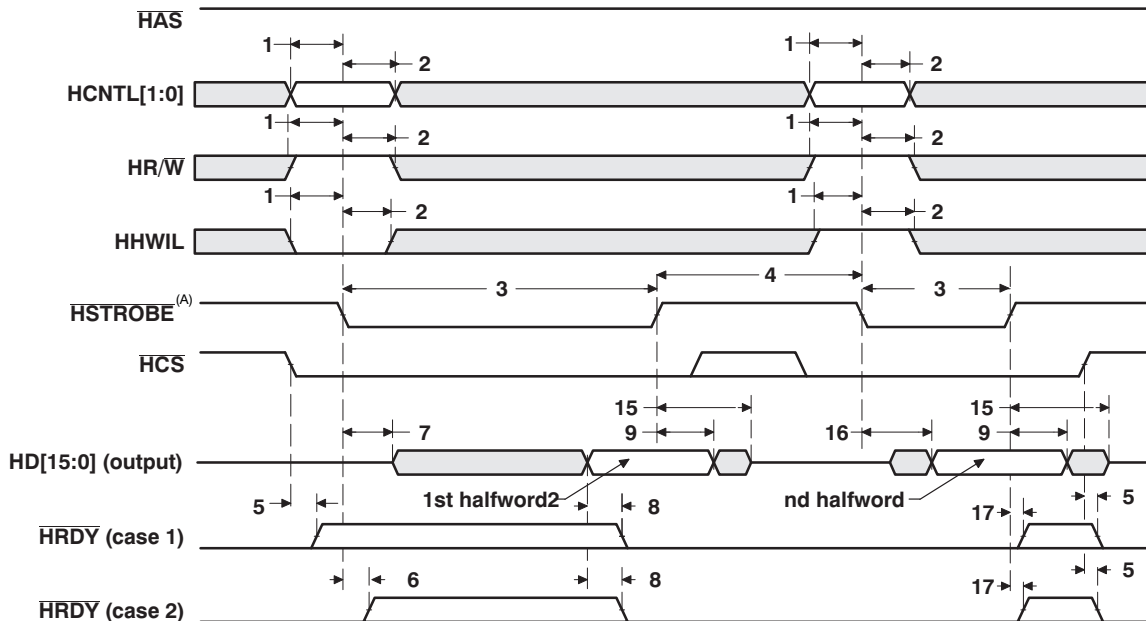 HAS
1 1
2 2
HCNTL[1:0]
1 2 1 2
HR/W
1 2 1 2
HHWIL
4
3 3
HSTROBE(A)
HCS
15 15
7 9 16 9
HD[15:0] (output)
1st halfword2 nd halfword
5 8 17 5
HRDY (case 1)
6 8 17 5
HRDY (case 2)